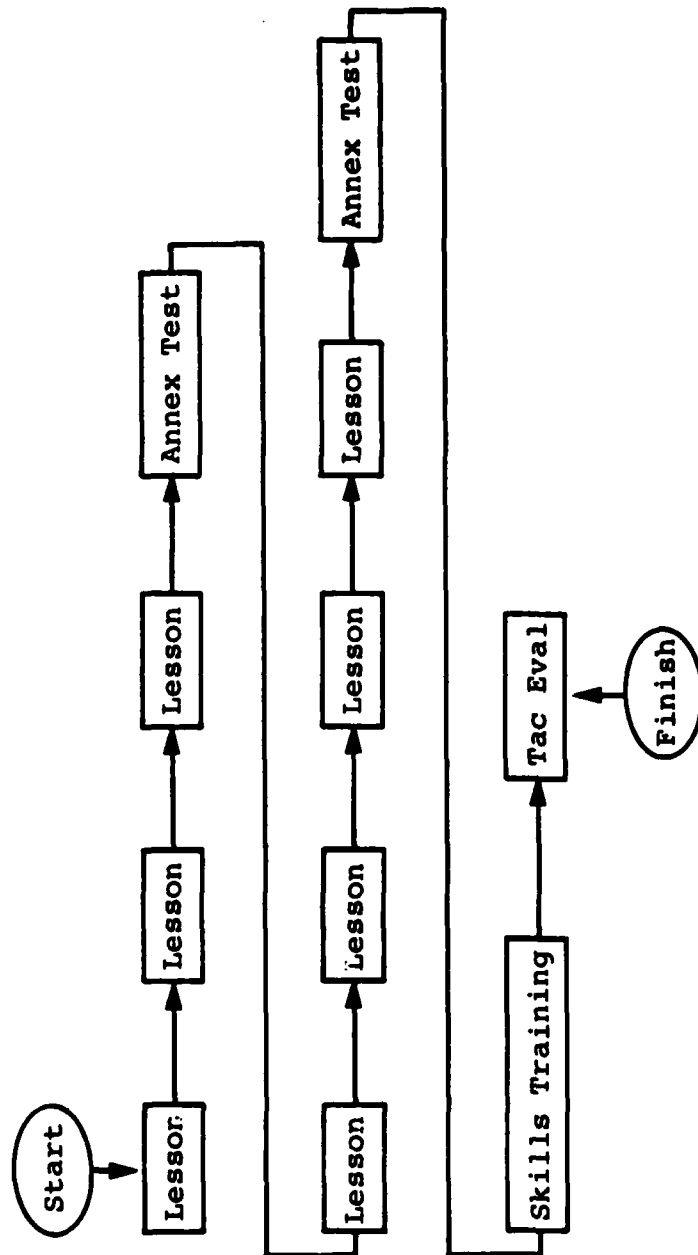 Start
Lesson
Lesson
Lesson
Annex Test
Lesson
Lesson
Lesson
Lesson
Annex Test
Skills Training
Tac Eval
Finish